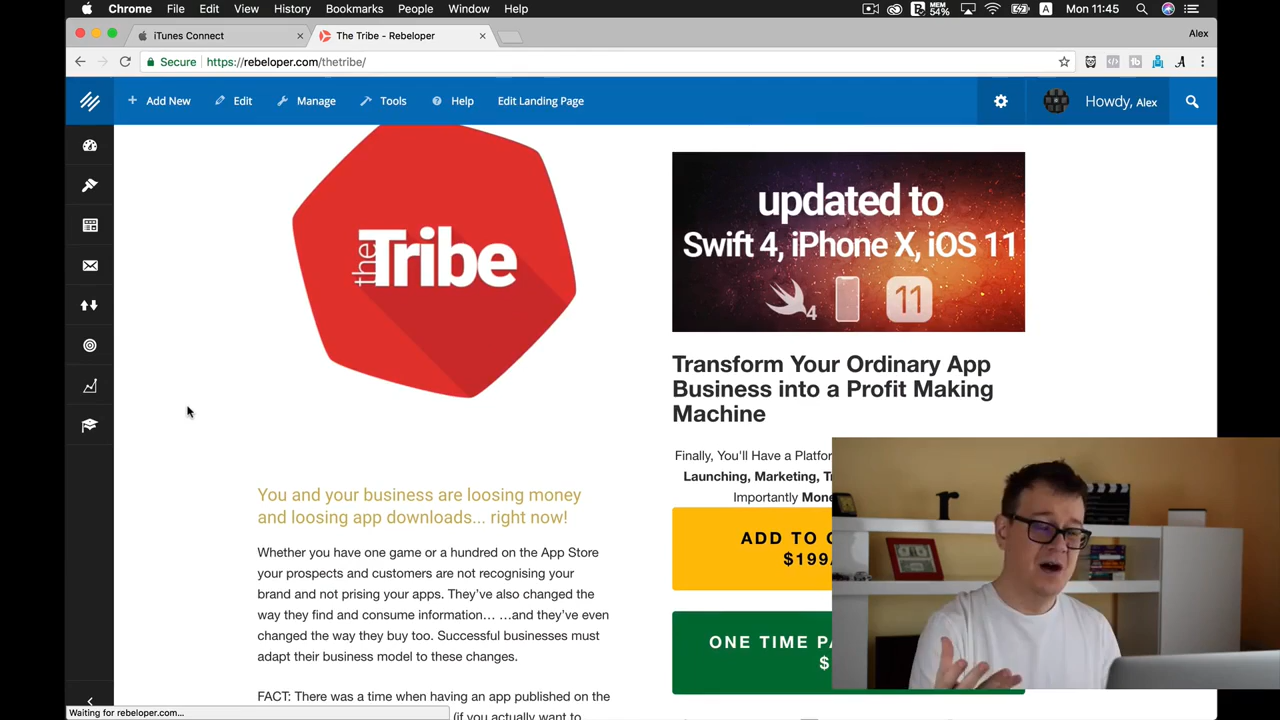 Chrome File Edit View History Bookmarks People Window Help
MEM 54% A Mon 11:45
iTunes Connect
The Tribe - Rebeloper
Alex
Secure https://rebeloper.com/thetribe/
Add New Edit Manage Tools Help Edit Landing Page
Howdy, Alex
the Tribe
updated to
Swift 4, iPhone X, iOS 11
4 11
Transform Your Ordinary App
Business into a Profit Making
Machine
Finally, You'll Have a
Launching, Marketing,
Importantly
ADD TO
$199
ONE TIME
$
You and your business are loosing money
and loosing app downloads... right now!
Whether you have one game or a hundred on the App Store
your prospects and customers are not recognising your
brand and not prising your apps. They've also changed the
way they find and consume information… …and they've even
changed the way they buy too. Successful businesses must
adapt their business model to these changes.
FACT: There was a time when having an app published on the
(if you actually want to
Waiting for rebeloper.com...